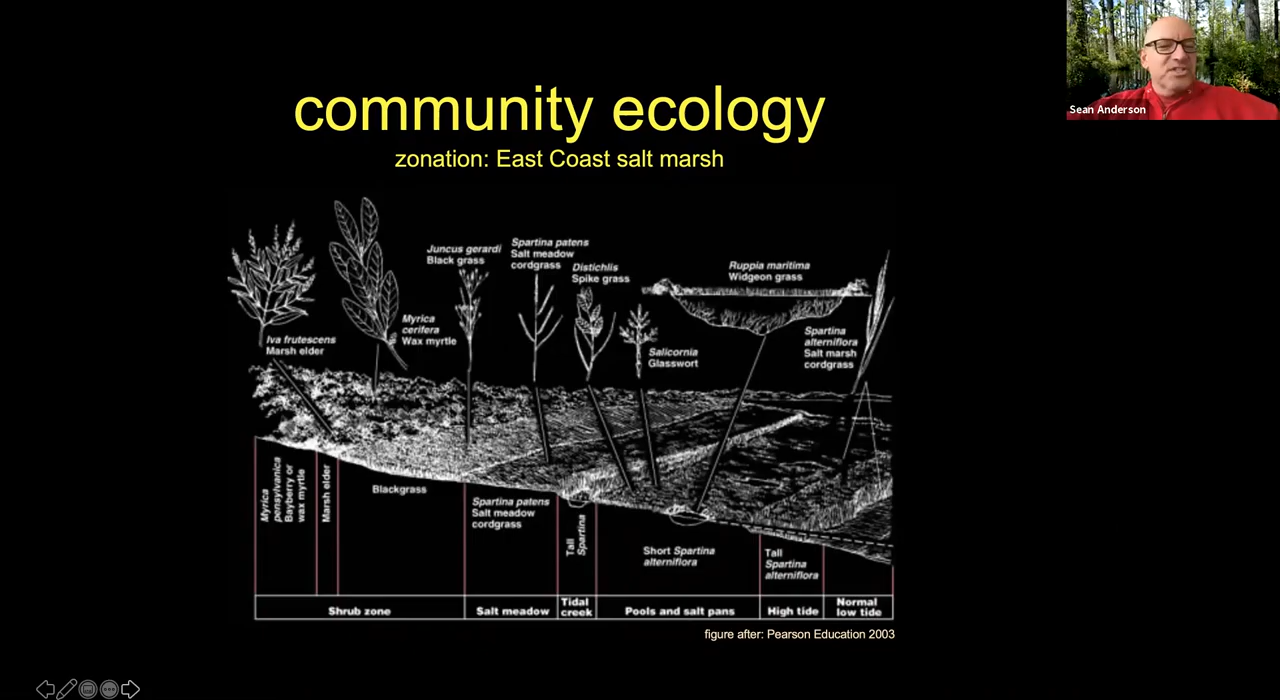 Sean Anderson
community ecology
zonation: East Coast salt marsh
Iva frutescens
Marsh elder
Myrica
cerifera
Wax myrtle
Juncus gerardi
Black grass
Spartina patens
Salt meadow
cordgrass
Distichlis
Spike grass
Salicornia
Glasswort
Ruppia maritima
Widgeon grass
Spartina
alterniflora
Salt marsh
cordgrass
Myrica
pensylvanica
Bayberry or
wax myrtle
Marsh elder
Blackgrass
Spartina patens
Salt meadow
cordgrass
Tall
Spartina
Short Spartina
alterniflora
Tall
Spartina
alterniflora
Shrub zone
Salt meadow
Tidal
creek
Pools and salt pans
High tide
Normal
low tide
figure after: Pearson Education 2003